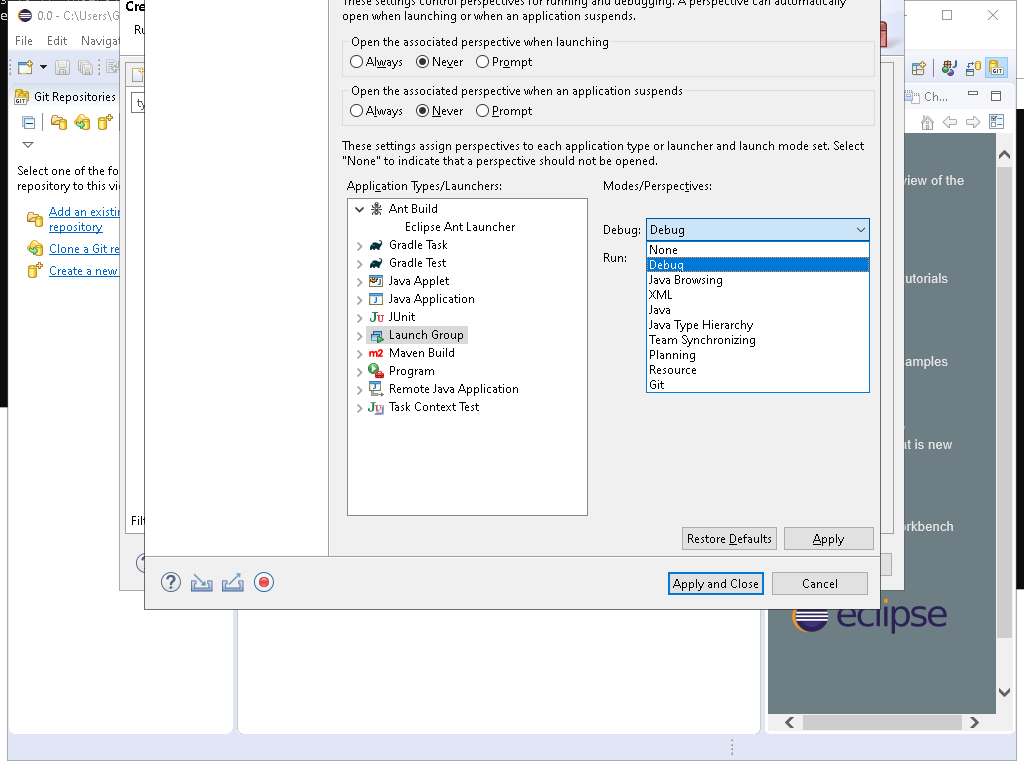 0.0 - C:\Users\G
File Edit Navigat
Git Repositories
Select one of the fo
repository to this vi
Add an existin
repository
Clone a Git re
Create a new
Cre
Ru
ty
Filt
These settings control perspectives for running and debugging. A perspective can automatically
open when launching or when an application suspends.
Open the associated perspective when launching
Always Never Prompt
Open the associated perspective when an application suspends
Always Never Prompt
These settings assign perspectives to each application type or launcher and launch mode set. Select
"None" to indicate that a perspective should not be opened.
Application Types/Launchers:
Ant Build
Eclipse Ant Launcher
Gradle Task
Gradle Test
Java Applet
Java Application
JUnit
Launch Group
Maven Build
Program
Remote Java Application
Task Context Test
Modes/Perspectives:
Debug: Debug
Run:
None
Debug
Java Browsing
XML
Java
Java Type Hierarchy
Team Synchronizing
Planning
Resource
Git
Restore Defaults Apply
Apply and Close Cancel
Ch...
view of the
utorials
amples
t is new
rkbench
eclipse